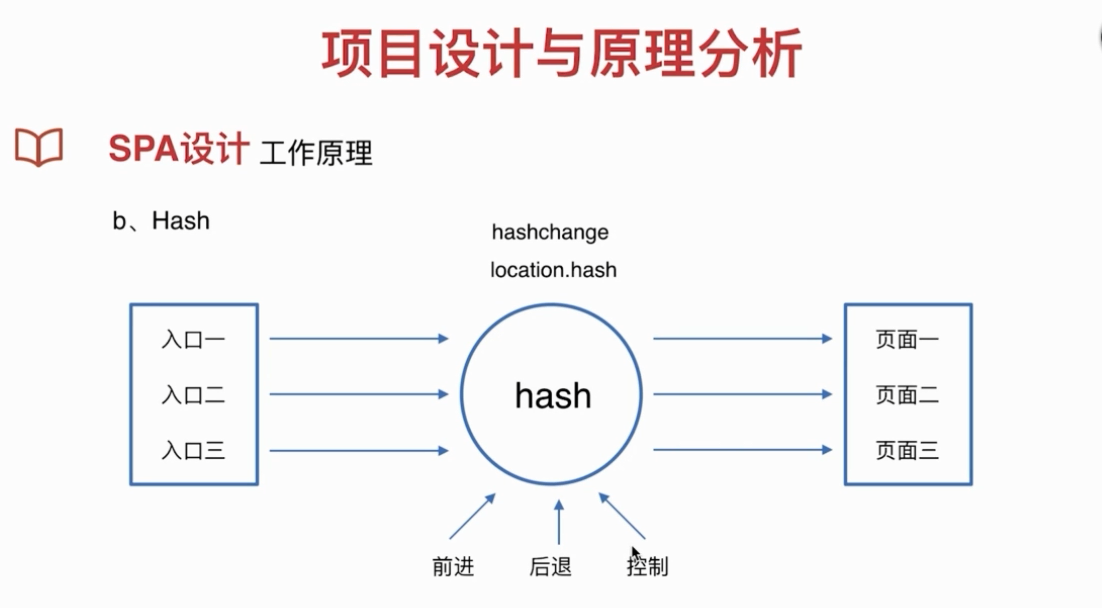 项目设计与原理分析
SPA设计 工作原理
b、Hash
hashchange
location.hash
入口一
入口二
入口三
hash
页面一
页面二
页面三
前进
后退
控制